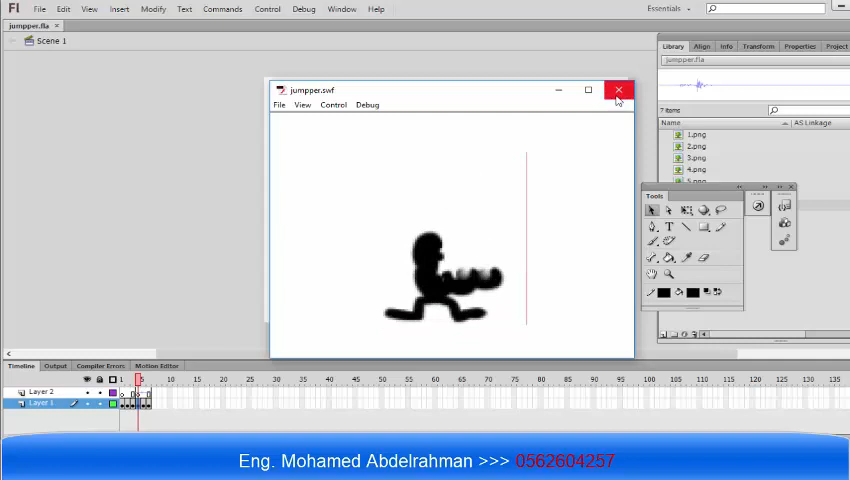 Fl File Edit View Insert Modify Text Commands Control Debug Window Help Essentials
jumpper.fla ×
Scene 1
Library Align Info Transform Properties Project
jumpper.fla
jumpper.swf
File View Control Debug
7 items
Name AS Linkage
1.png
2.png
3.png
4.png
5.png
Tools
T
Timeline Output Compiler Errors Motion Editor
1 5 10 15 20 25 30 35 40 45 50 55 60 65 70 75 80 85 90 95 100 105 110 115 120 125 130 135
Layer 2
Layer 1
Eng. Mohamed Abdelrahman >>> 0562604257